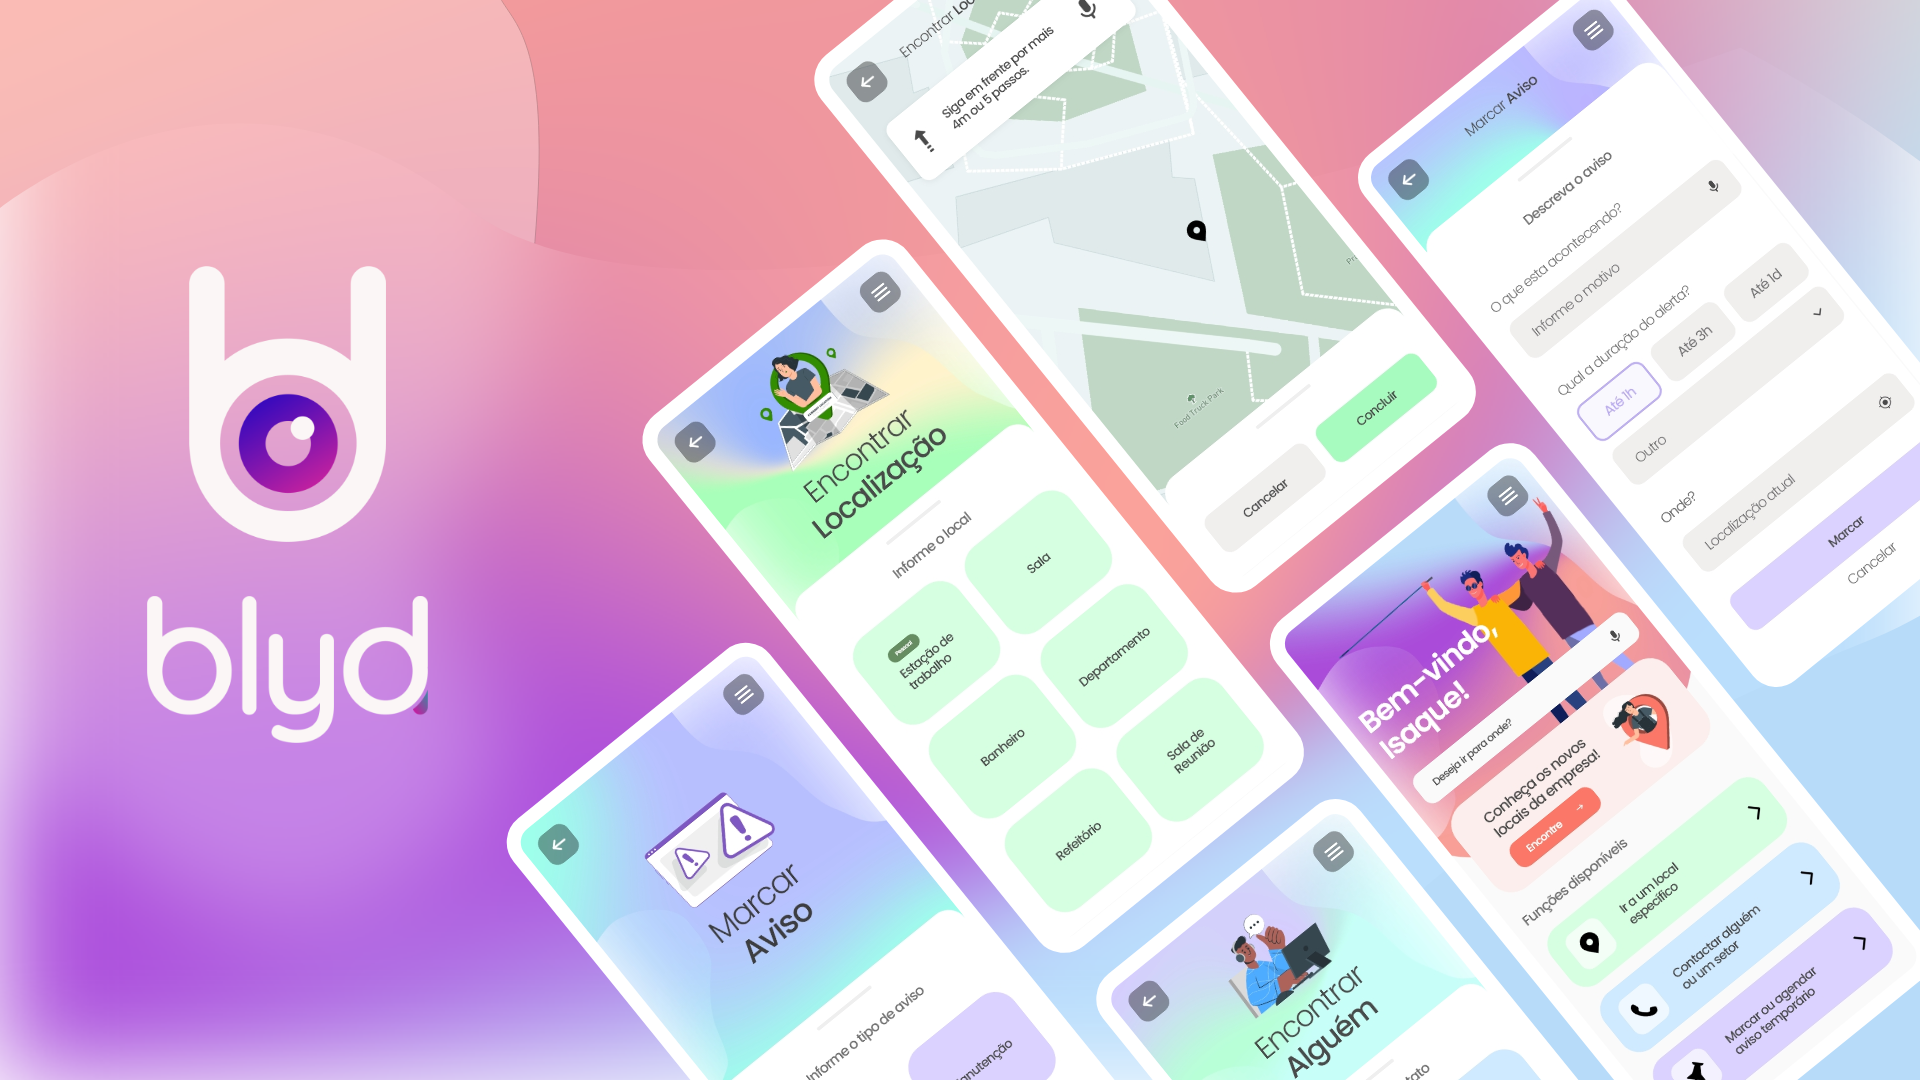 blyd
Encontrar
Siga em frente por mais
4m ou 5 passos.
Food Truck Park
Cancelar
Concluir
Marcar Aviso
Descreva o aviso
O que esta acontecendo?
Informe o motivo
Qual a duração do alerta?
Até 1h
Até 3h
Até 1d
Outro
Onde?
Localização atual
Marcar
Cancelar
Encontrar
Localização
Informe o local
Pessoal
Estação de
trabalho
Sala
Banheiro
Departamento
Refeitório
Sala de
Reunião
Bem-vindo,
Isaque!
Deseja ir para onde?
Conheça os novos
locais da empresa!
Encontre
Funções disponíveis
Ir a um local
específico
Contactar alguém
ou um setor
Marcar ou agendar
aviso temporário
Marcar
Aviso
Informe o tipo de aviso
Encontrar
Alguém